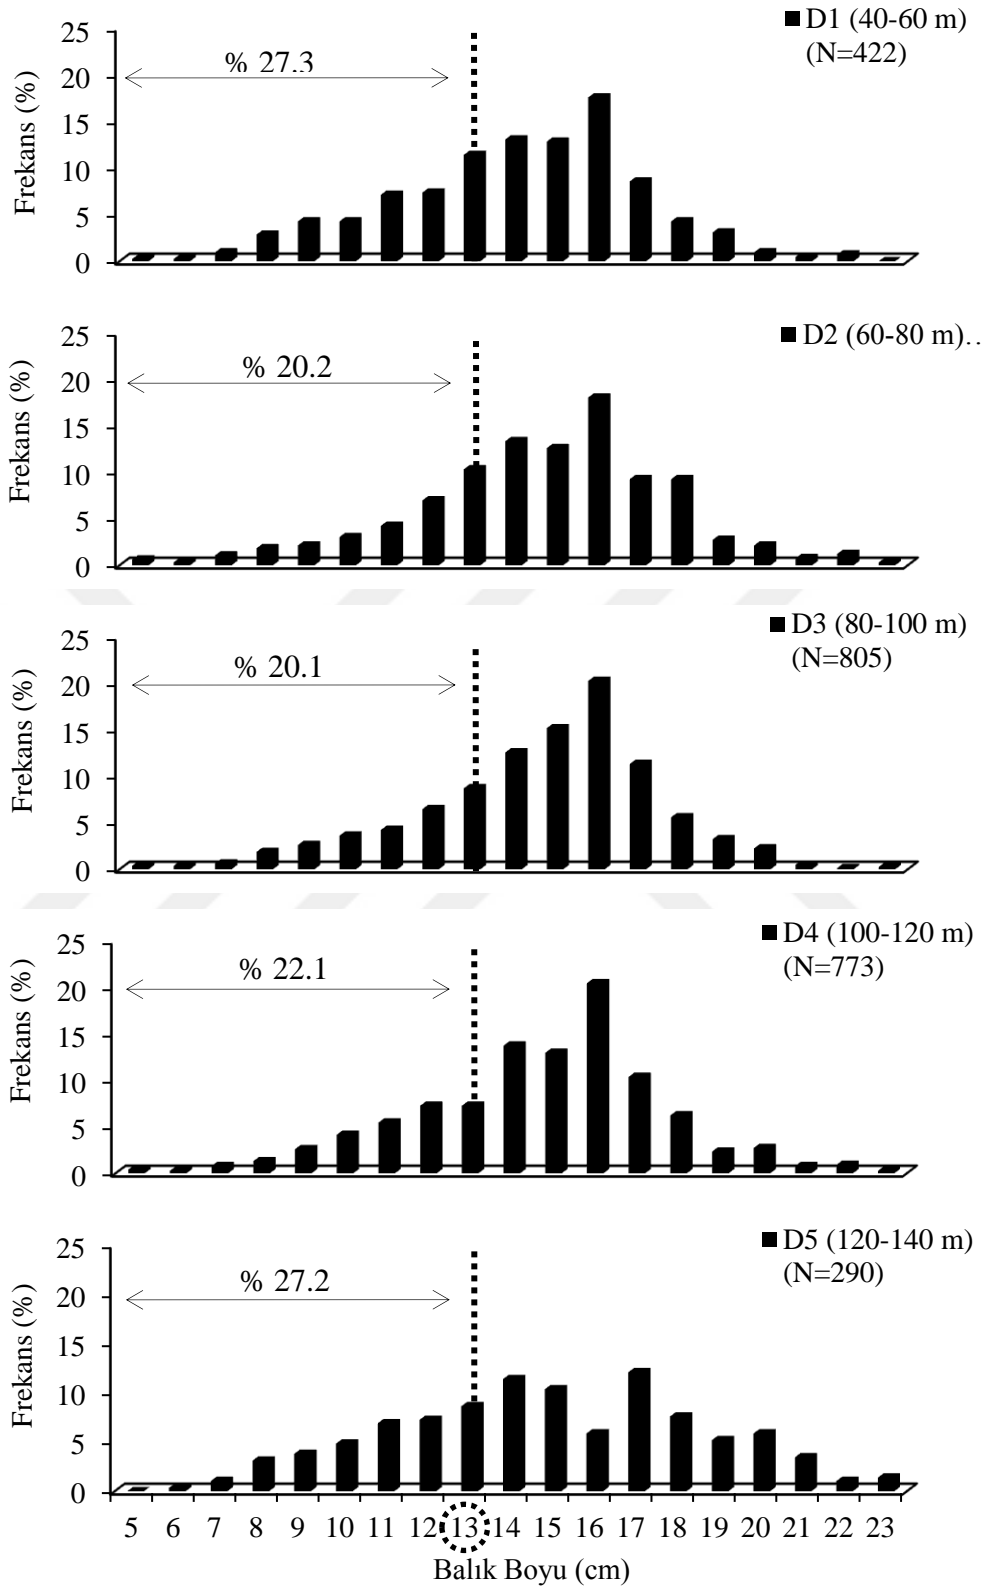 D1 (40-60 m)
(N=422)
% 27.3
Frekans (%)
25
20
15
10
5
0
D2 (60-80 m)..
% 20.2
Frekans (%)
25
20
15
10
5
0
D3 (80-100 m)
(N=805)
% 20.1
Frekans (%)
25
20
15
10
5
0
D4 (100-120 m)
(N=773)
% 22.1
Frekans (%)
25
20
15
10
5
0
D5 (120-140 m)
(N=290)
% 27.2
Frekans (%)
25
20
15
10
5
0
5 6 7 8 9 10 11 12 13 14 15 16 17 18 19 20 21 22 23
Balık Boyu (cm)